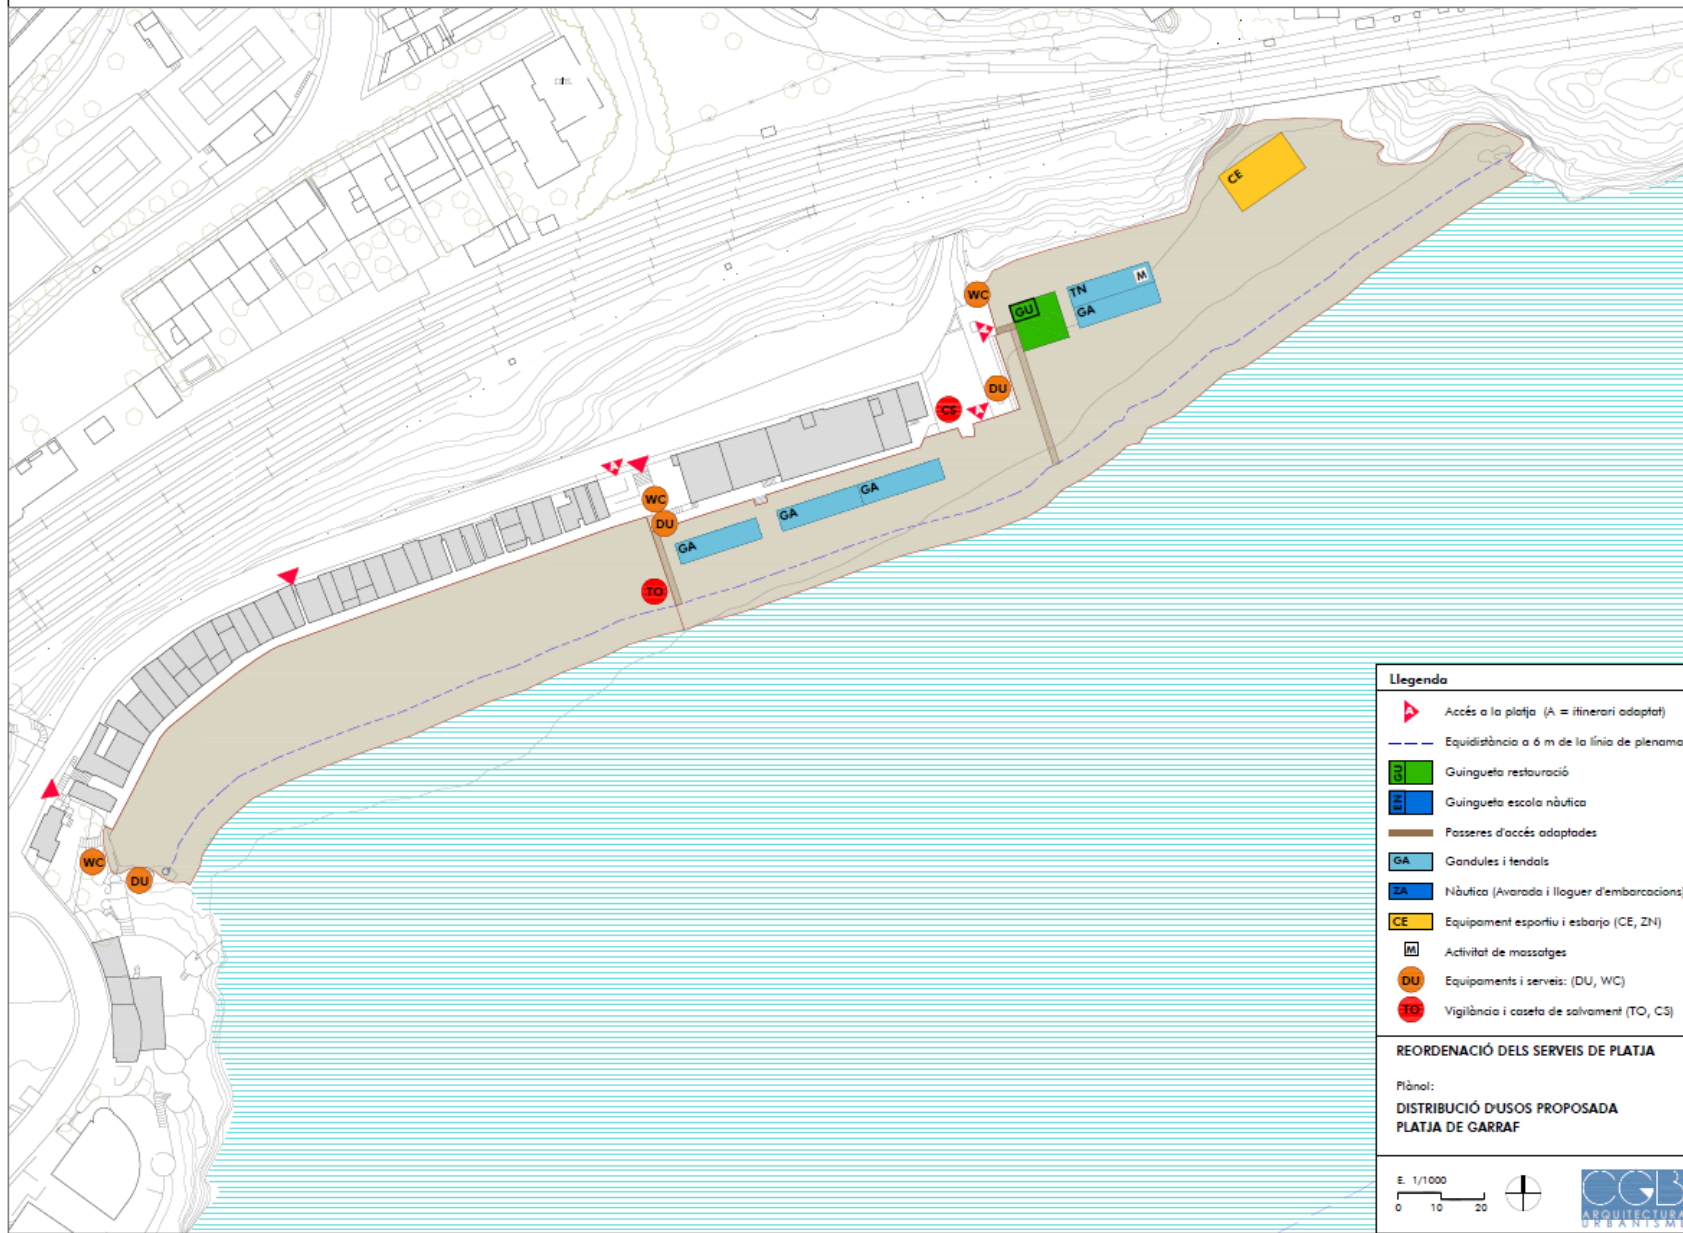 CE
M
TN
GA
WC
GU
A
DU
CS
A
A
GA
WC
GA
DU
GA
TO
WC
DU
Llegenda
A Accés a la platja (A = itinerari adaptat)
Equidistància a 6 m de la línia de plenama
GU Guingueta restauració
EN Guingueta escola nàutica
Passeres d'accés adaptades
GA Gandules i tendals
ZA Nàutica (Avarada i lloguer d'embarcacions)
CE Equipament esportiu i esbarjo (CE, ZN)
M Activitat de massatges
DU Equipaments i serveis: (DU, WC)
TO Vigilància i caseta de salvament (TO, CS)
REORDENACIÓ DELS SERVEIS DE PLATJA
Plànol:
DISTRIBUCIÓ D'USOS PROPOSADA
PLATJA DE GARRAF
E. 1/1000
0 10 20
CGB
ARQUITECTURA
URBANISME